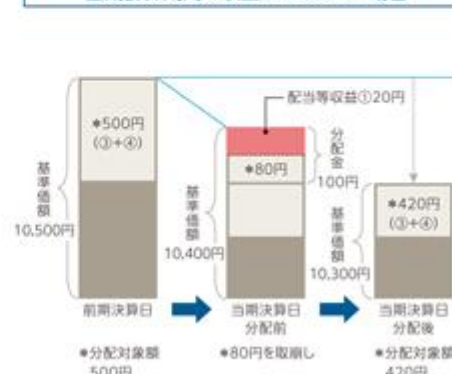 配当等収益①20円
*500円
(③+④)
分配金
100円
*80円
基準価額
10,500円
基準価額
10,400円
基準価額
10,300円
*420円
(③+④)
前期決算日
当期決算日
分配前
当期決算日
分配後
*分配対象額
500円
*80円を取崩し
*分配対象額
420円